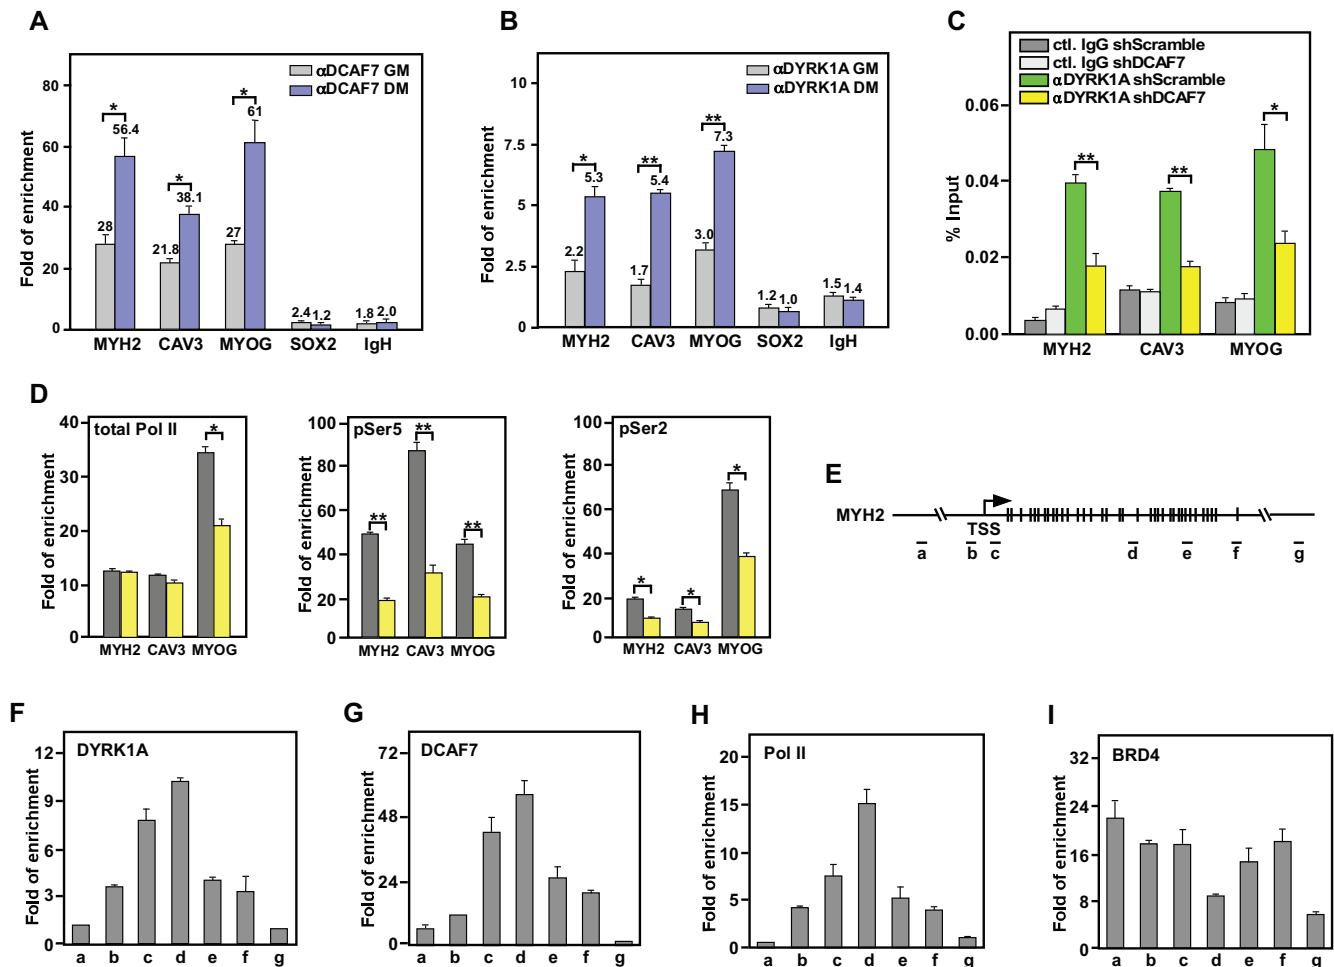 A
αDCAF7 GM
αDCAF7 DM
Fold of enrichment
80
60
40
20
0
28
56.4
*
21.8
38.1
*
27
61
*
2.4 1.2
1.8 2.0
MYH2 CAV3 MYOG SOX2 IgH
B
αDYRK1A GM
αDYRK1A DM
Fold of enrichment
10
7.5
5
2.5
0
2.2
5.3
*
1.7
5.4
**
3.0
7.3
**
1.2 1.0
1.5 1.4
MYH2 CAV3 MYOG SOX2 IgH
C
ctl. IgG shScramble
ctl. IgG shDCAF7
αDYRK1A shScramble
αDYRK1A shDCAF7
% Input
0.06
0.04
0.02
0.00
**
**
*
MYH2 CAV3 MYOG
D
total Pol II
Fold of enrichment
40
30
20
10
0
*
MYH2 CAV3 MYOG
pSer5
Fold of enrichment
100
80
60
40
20
0
**
**
**
MYH2 CAV3 MYOG
pSer2
Fold of enrichment
100
80
60
40
20
0
*
*
*
MYH2 CAV3 MYOG
E
MYH2
TSS
a b c d e f g
F
DYRK1A
Fold of enrichment
12
9
6
3
0
a b c d e f g
G
DCAF7
Fold of enrichment
72
48
24
0
a b c d e f g
H
Pol II
Fold of enrichment
20
15
10
5
0
a b c d e f g
I
BRD4
Fold of enrichment
32
24
16
8
0
a b c d e f g